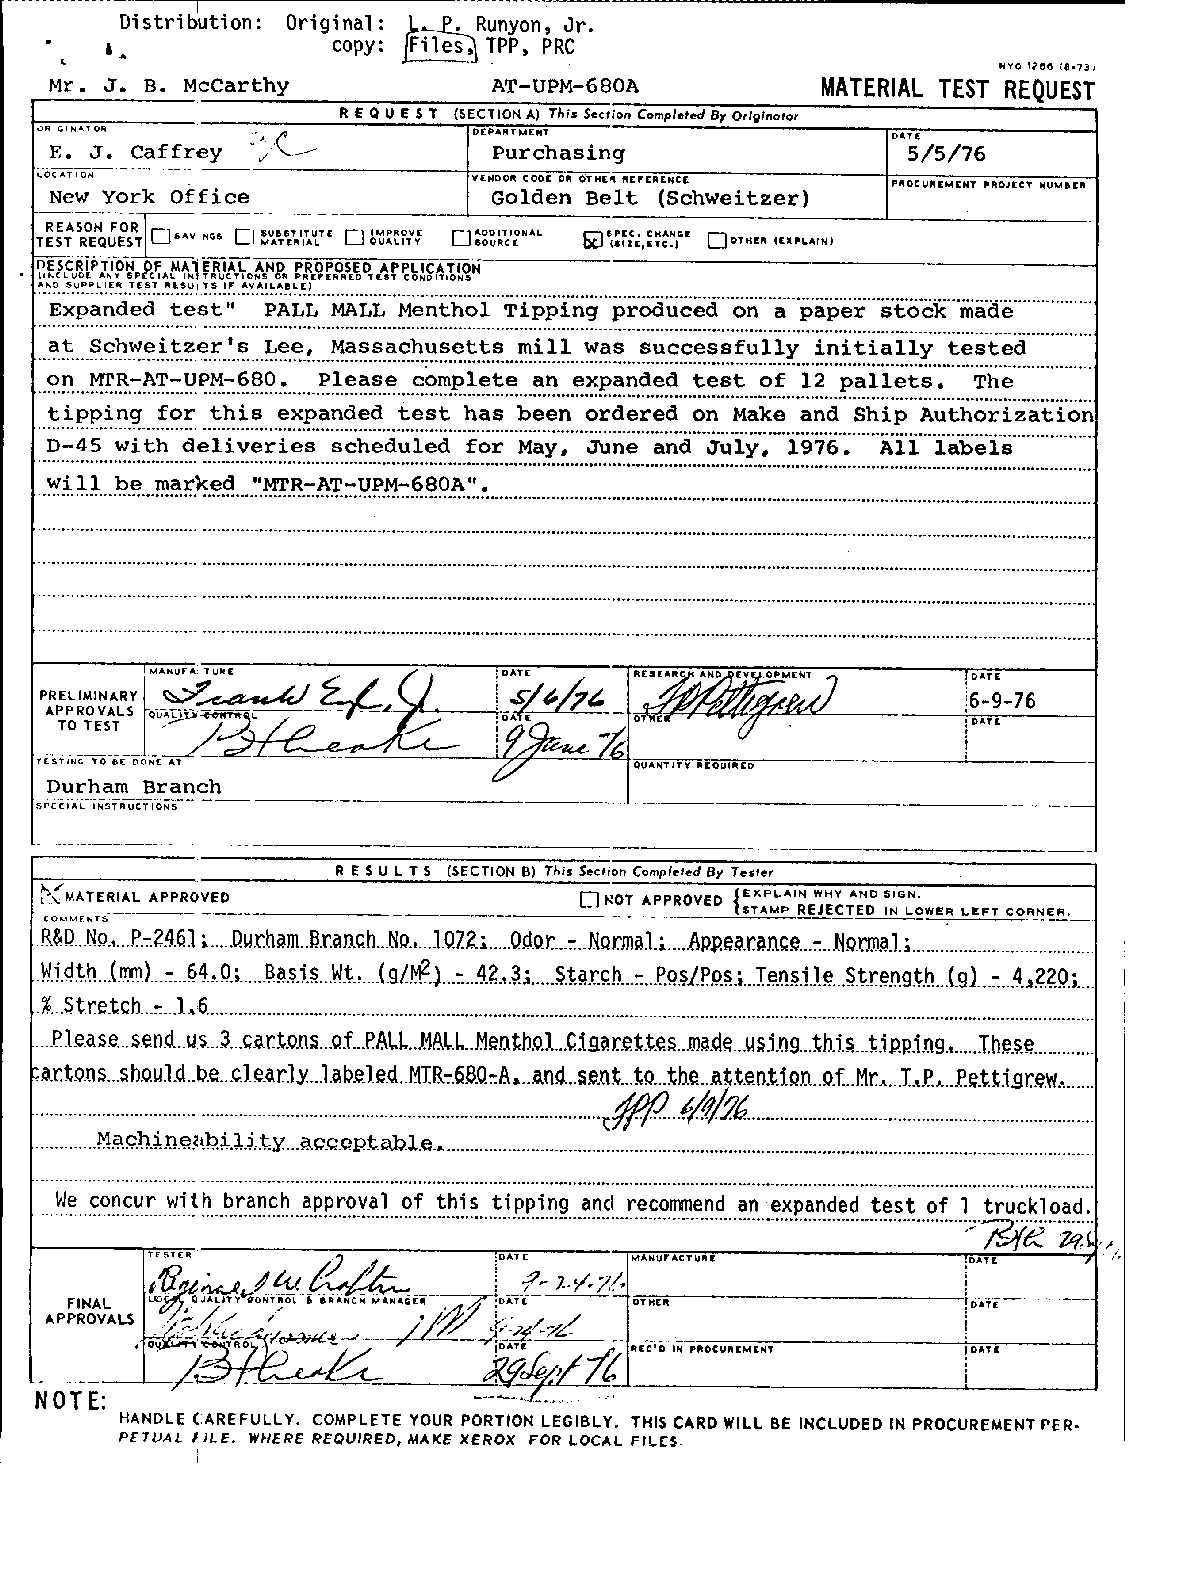 Distribution: Original: L. P. Runyon, Jr.
copy: Files, TPP, PRC
NYO 1266 (8-73)
Mr. J. B. McCarthy AT-UPM-680A MATERIAL TEST REQUEST
REQUEST (SECTION A) This Section Completed By Originator
ORIGINATOR DEPARTMENT DATE
E. J. Caffrey Purchasing 5/5/76
LOCATION VENDOR CODE OR OTHER REFERENCE PROCUREMENT PROJECT NUMBER
New York Office Golden Belt (Schweitzer)
REASON FOR TEST REQUEST SAVINGS SUBSTITUTE MATERIAL IMPROVE QUALITY ADDITIONAL SOURCE SPEC. CHANGE (SIZE, ETC.) OTHER (EXPLAIN)
DESCRIPTION OF MATERIAL AND PROPOSED APPLICATION
(INCLUDE ANY SPECIAL INSTRUCTIONS OR PREFERRED TEST CONDITIONS
AND SUPPLIER TEST RESULTS IF AVAILABLE)
Expanded test" PALL MALL Menthol Tipping produced on a paper stock made
at Schweitzer's Lee, Massachusetts mill was successfully initially tested
on MTR-AT-UPM-680. Please complete an expanded test of 12 pallets. The
tipping for this expanded test has been ordered on Make and Ship Authorization
D-45 with deliveries scheduled for May, June and July, 1976. All labels
will be marked "MTR-AT-UPM-680A".
PRELIMINARY APPROVALS TO TEST
MANUFACTURE DATE RESEARCH AND DEVELOPMENT DATE
5/6/76 TP Pettigrew 6-9-76
QUALITY CONTROL DATE OTHER DATE
9 June 76
TESTING TO BE DONE AT QUANTITY REQUIRED
Durham Branch
SPECIAL INSTRUCTIONS
RESULTS (SECTION B) This Section Completed By Tester
MATERIAL APPROVED NOT APPROVED EXPLAIN WHY AND SIGN.
STAMP REJECTED IN LOWER LEFT CORNER.
COMMENTS
R&D No. P-2461; Durham Branch No. 1072; Odor - Normal; Appearance - Normal;
Width (mm) - 64.0; Basis Wt. (g/M2) - 42.3; Starch - Pos/Pos; Tensile Strength (g) - 4,220;
% Stretch - 1.6
Please send us 3 cartons of PALL MALL Menthol Cigarettes made using this tipping. These
cartons should be clearly labeled MTR-680-A, and sent to the attention of Mr. T.P. Pettigrew.
TPP 6/9/76
Machineability acceptable.
We concur with branch approval of this tipping and recommend an expanded test of 1 truckload.
FINAL APPROVALS
TESTER DATE MANUFACTURE DATE
9-24-76
QUALITY CONTROL & BRANCH MANAGER DATE OTHER DATE
QUALITY CONTROL DATE REC'D IN PROCUREMENT DATE
29 Sept 76
NOTE:
HANDLE CAREFULLY. COMPLETE YOUR PORTION LEGIBLY. THIS CARD WILL BE INCLUDED IN PROCUREMENT PER-
PETUAL FILE. WHERE REQUIRED, MAKE XEROX FOR LOCAL FILES.